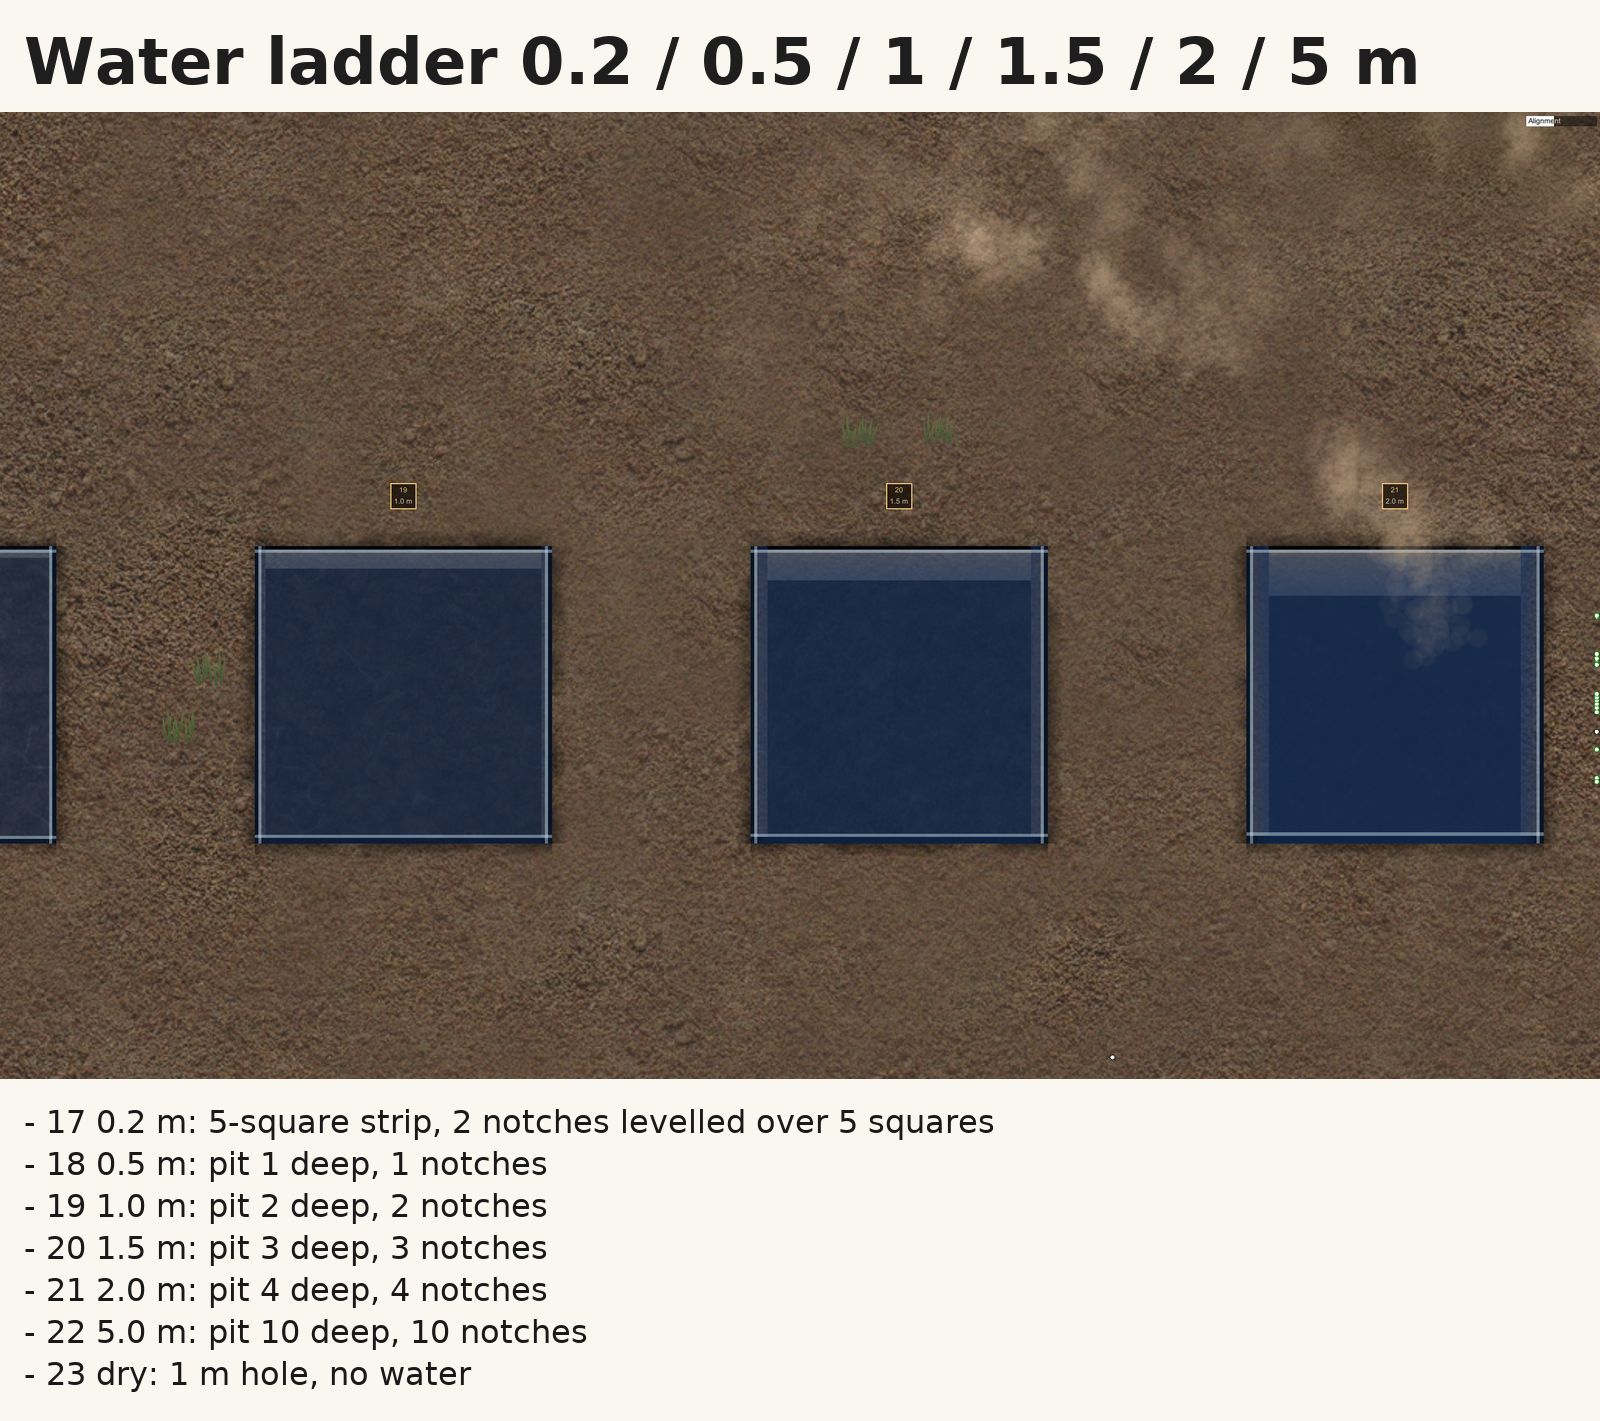 Water ladder 0.2 / 0.5 / 1 / 1.5 / 2 / 5 m
Alignment
19
1.0 m
20
1.5 m
21
2.0 m
- 17 0.2 m: 5-square strip, 2 notches levelled over 5 squares
- 18 0.5 m: pit 1 deep, 1 notches
- 19 1.0 m: pit 2 deep, 2 notches
- 20 1.5 m: pit 3 deep, 3 notches
- 21 2.0 m: pit 4 deep, 4 notches
- 22 5.0 m: pit 10 deep, 10 notches
- 23 dry: 1 m hole, no water